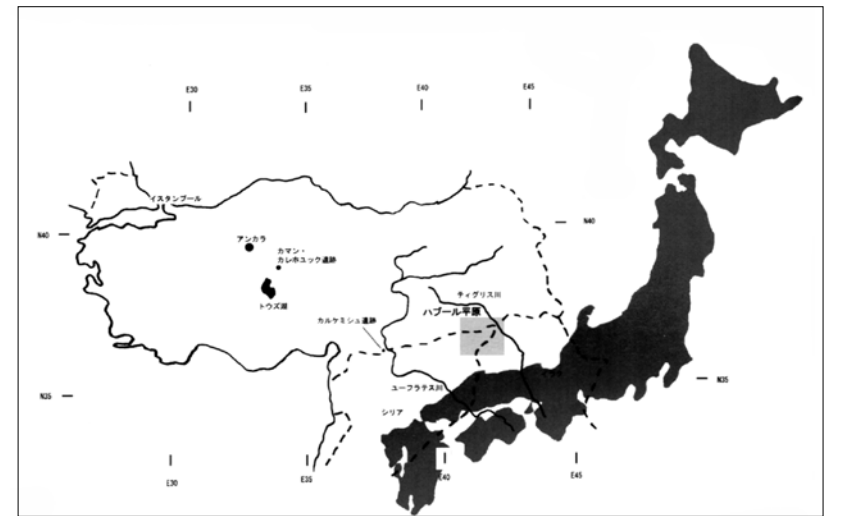 E30
E35
E40
E45
イスタンブール
N40
N40
アンカラ
カマン・
カレホユック遺跡
トウズ湖
ティグリス川
ハブール平原
カルケミシュ遺跡
ユーフラテス川
シリア
N35
N35
E30
E35
E40
E45